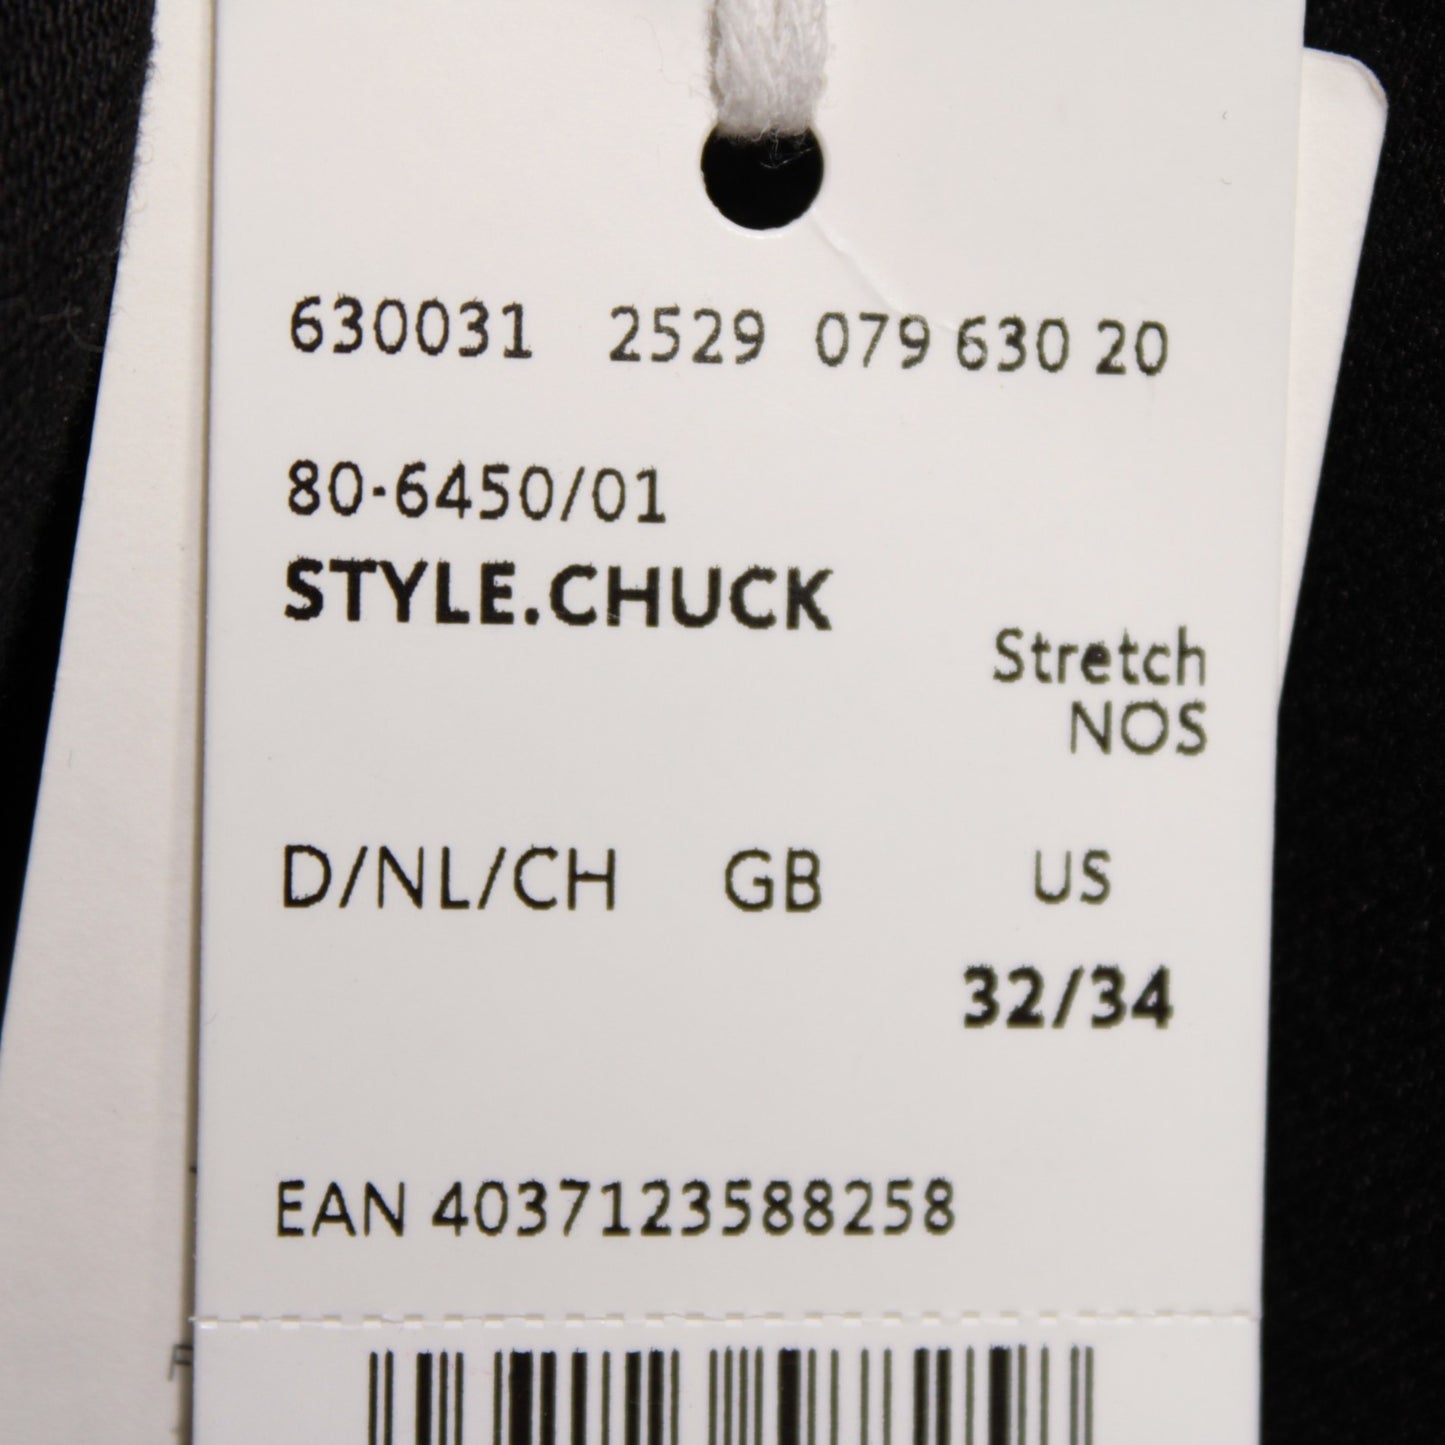 630031 2529 079 630 20
80-6450/01
STYLE.CHUCK
Stretch
NOS
D/NL/CH GB US
32/34
EAN 4037123588258